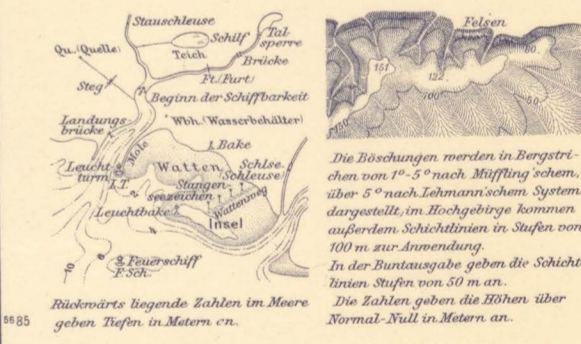 Stauschleuse
Schilf
Teich
Tal-
sperre
Brücke
Qu. (Quelle)
Steg
Ft. (Furt)
Beginn der Schiffbarkeit
Wbh. (Wasserbehälter)
Landungs-
brücke
Mole
Bake
Watten
Schlse.-
Schleuse
Leucht-
turm
L.T.
Stangen-
seezeichen
Wattenweg
Leuchtbake
Insel
10
6
2
Feuerschiff
F. Sch.
Rückwärts liegende Zahlen im Meere
geben Tiefen in Metern an.
5685
Felsen
151
122
100
80
50
150
Die Böschungen werden in Bergstri-
chen von 1°-5° nach Müffling'schem,
über 5° nach Lehmann'schem System
dargestellt, im Hochgebirge kommen
außerdem Schichtlinien in Stufen von
100 m zur Anwendung.
In der Buntausgabe geben die Schicht
linien Stufen von 50 m an.
Die Zahlen geben die Höhen über
Normal-Null in Metern an.